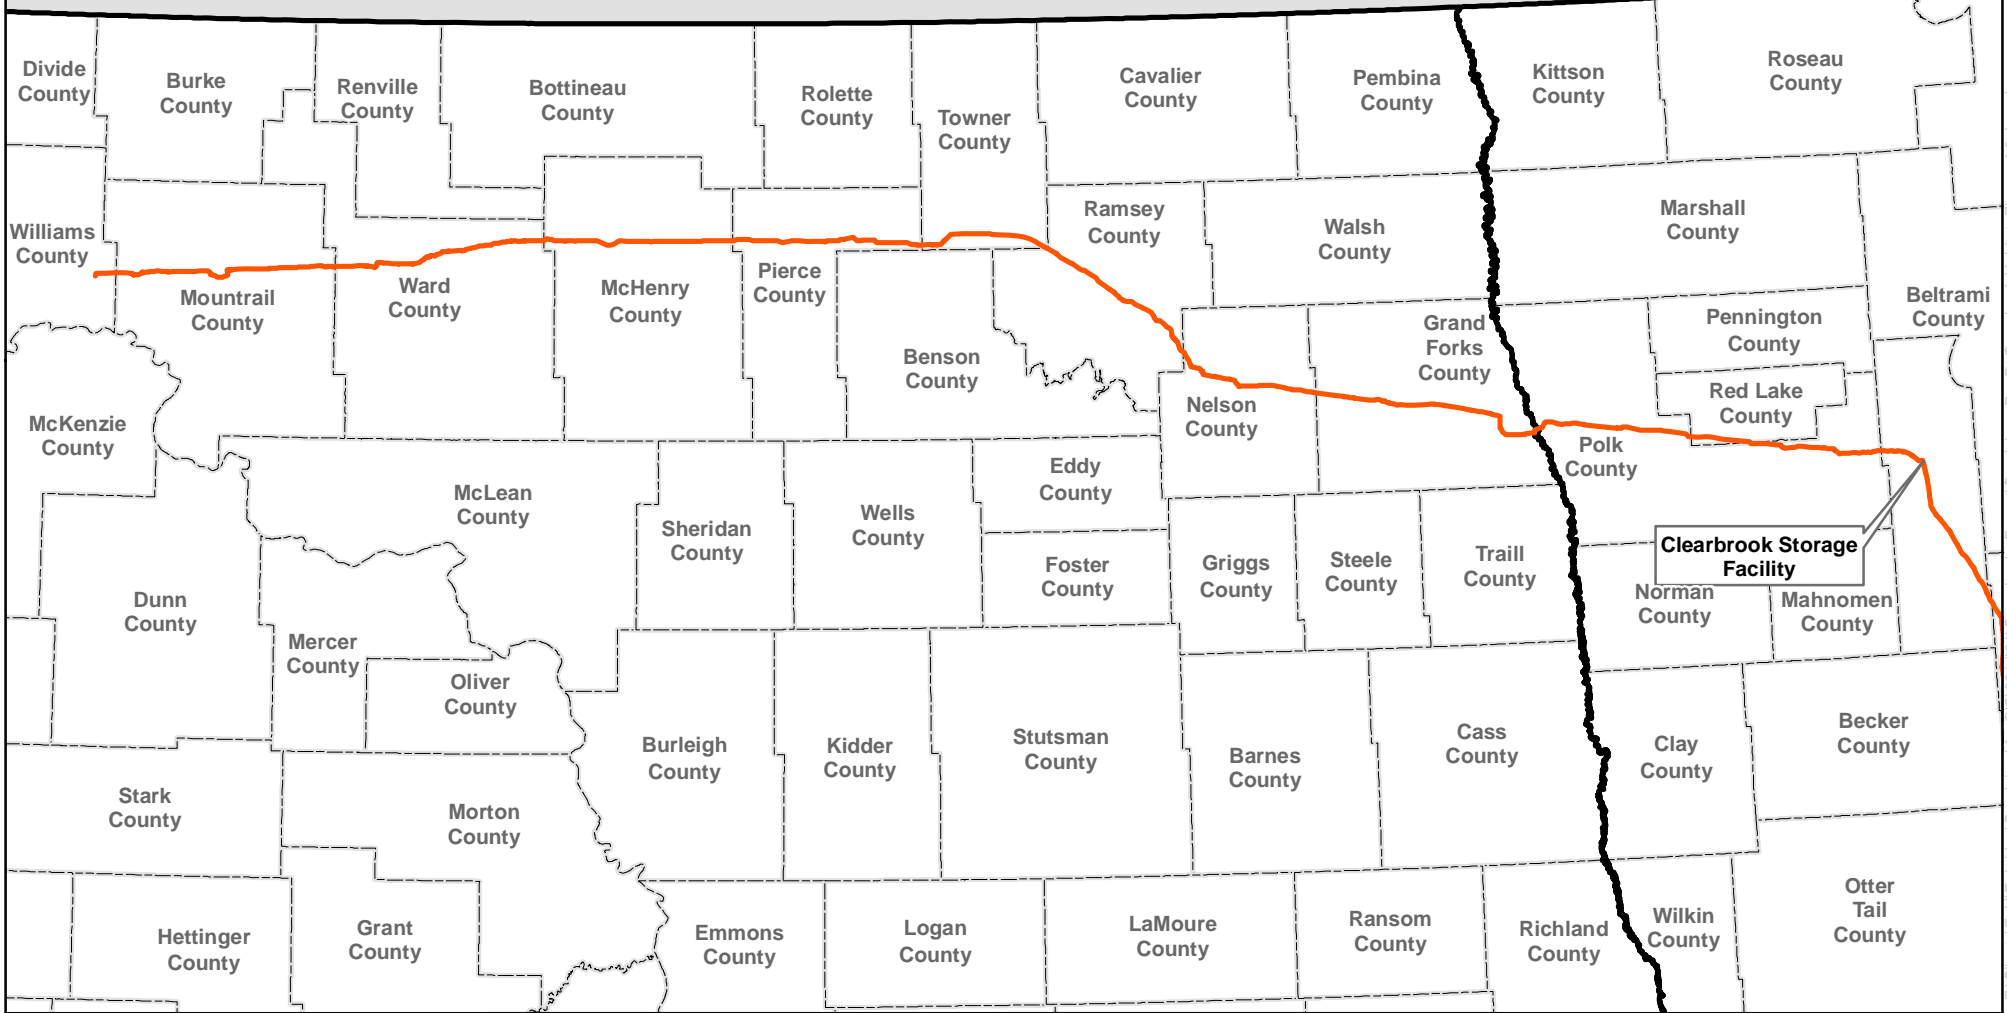 Divide
County
Burke
County
Renville
County
Bottineau
County
Rolette
County
Towner
County
Cavalier
County
Pembina
County
Kittson
County
Roseau
County
Williams
County
Mountrail
County
Ward
County
McHenry
County
Pierce
County
Benson
County
Ramsey
County
Walsh
County
Marshall
County
Grand
Forks
County
Pennington
County
Beltrami
County
Red Lake
County
McKenzie
County
Nelson
County
Polk
County
McLean
County
Sheridan
County
Wells
County
Eddy
County
Foster
County
Griggs
County
Steele
County
Traill
County
Clearbrook Storage
Facility
Norman
County
Mahnomen
County
Dunn
County
Mercer
County
Oliver
County
Burleigh
County
Kidder
County
Stutsman
County
Barnes
County
Cass
County
Clay
County
Becker
County
Stark
County
Morton
County
Hettinger
County
Grant
County
Emmons
County
Logan
County
LaMoure
County
Ransom
County
Richland
County
Wilkin
County
Otter
Tail
County